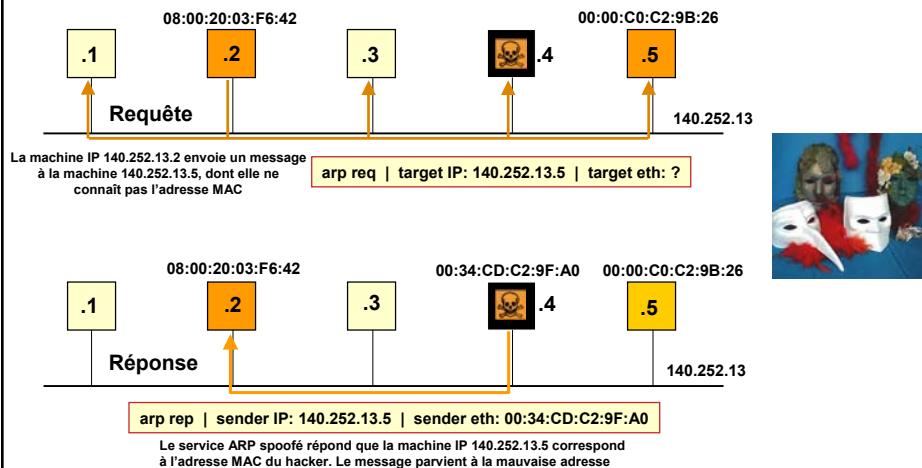 08:00:20:03:F6:42
00:00:C0:C2:9B:26
.1
.2
.3
.4
.5
Requête
140.252.13
La machine IP 140.252.13.2 envoie un message
à la machine 140.252.13.5, dont elle ne
connaît pas l'adresse MAC
arp req | target IP: 140.252.13.5 | target eth: ?
08:00:20:03:F6:42
00:34:CD:C2:9F:A0
00:00:C0:C2:9B:26
.1
.2
.3
.4
.5
Réponse
140.252.13
arp rep | sender IP: 140.252.13.5 | sender eth: 00:34:CD:C2:9F:A0
Le service ARP spoofé répond que la machine IP 140.252.13.5 correspond
à l'adresse MAC du hacker. Le message parvient à la mauvaise adresse